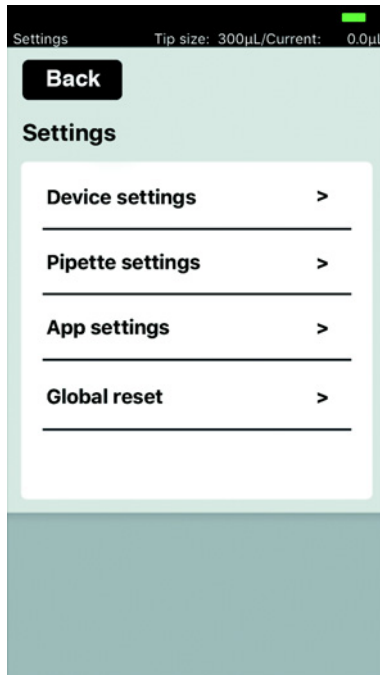 Settings Tip size: 300µL/Current: 0.0µL
Back
Settings
Device settings >
Pipette settings >
App settings >
Global reset >